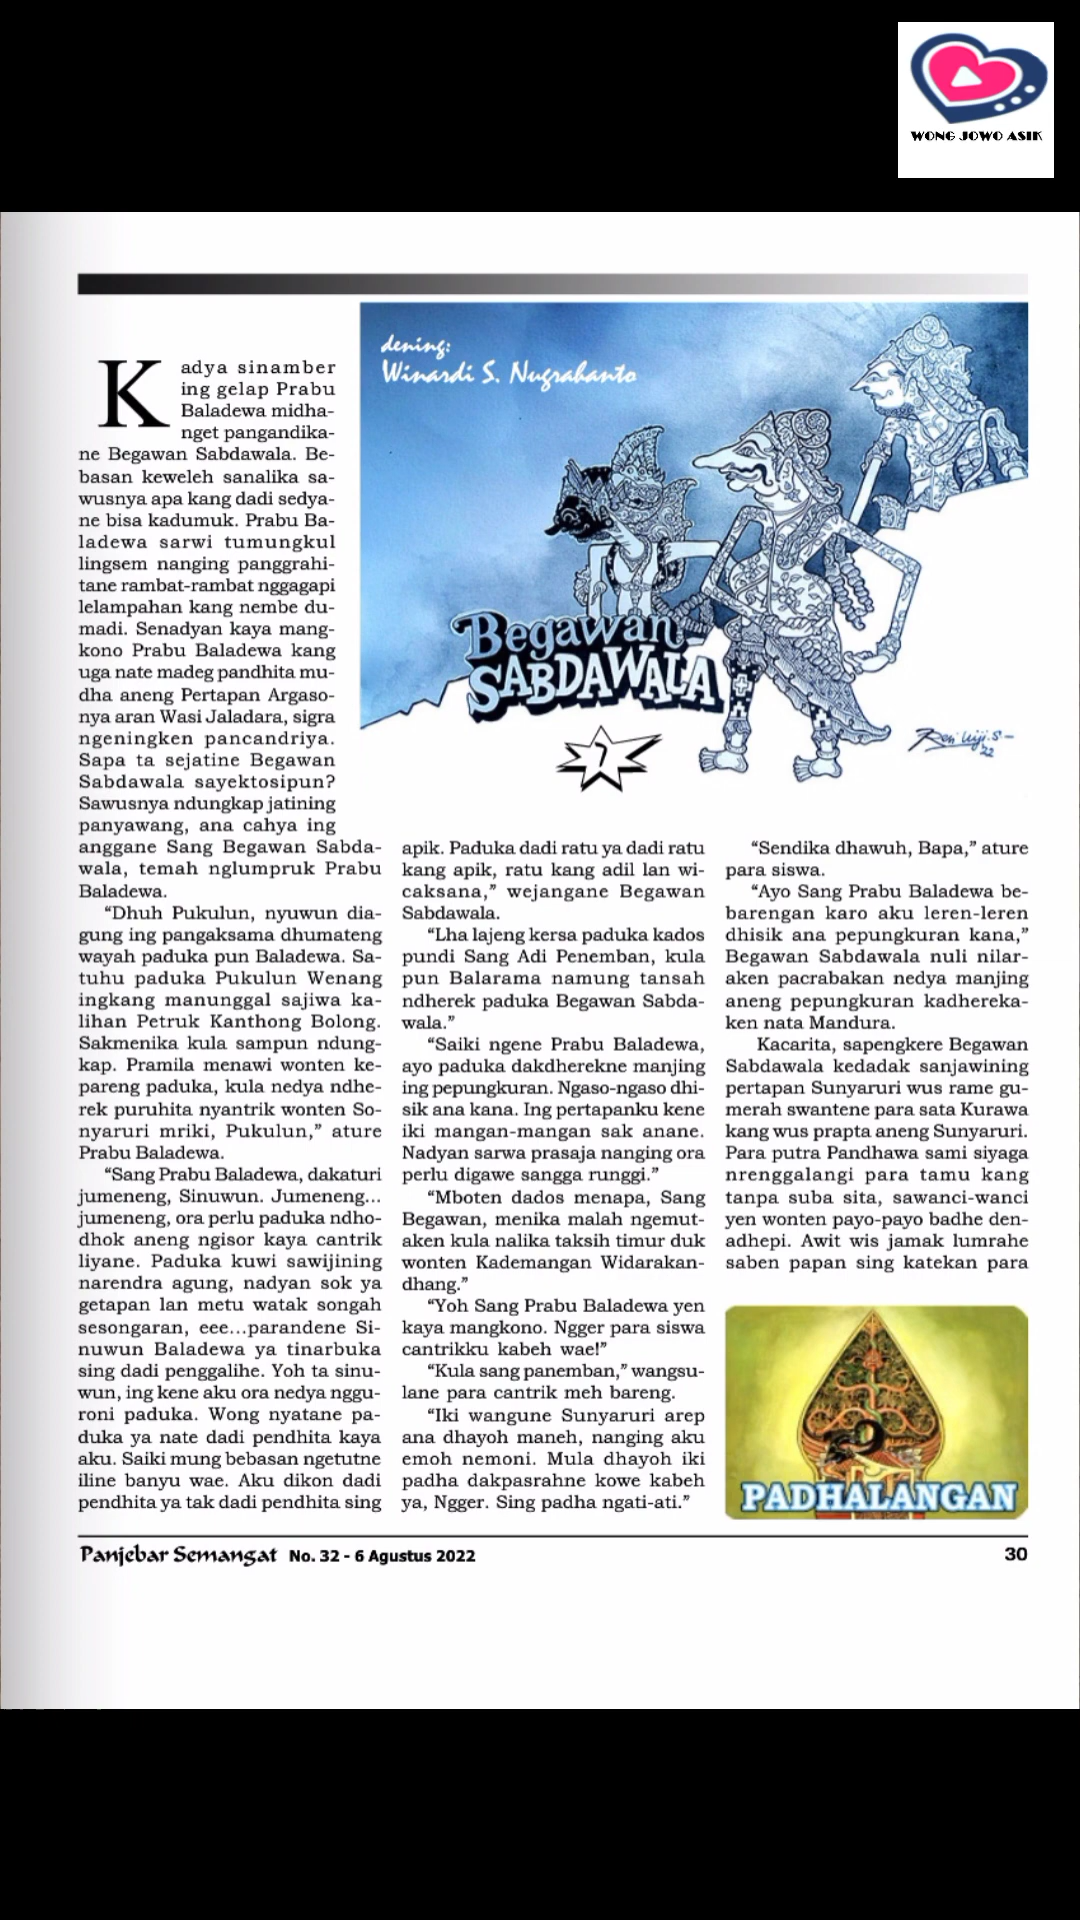 WONG JOWO ASIK
dening:
Winardi S. Nugrahanto
Begawan
SABDAWALA
7
Kadya sinamber
ing gelap Prabu
Baladewa midha-
nget pangandika-
ne Begawan Sabdawala. Be-
basan keweleh sanalika sa-
wusnya apa kang dadi sedya-
ne bisa kadumuk. Prabu Ba-
ladewa sarwi tumungkul
lingsem nanging panggrahi-
tane rambat-rambat nggagapi
lelampahan kang nembe du-
madi. Senadyan kaya mang-
kono Prabu Baladewa kang
uga nate madeg pandhita mu-
dha aneng Pertapan Argaso-
nya aran Wasi Jaladara, sigra
ngeningken pancandriya.
Sapa ta sejatine Begawan
Sabdawala sayektosipun?
Sawusnya ndungkap jatining
panyawang, ana cahya ing
anggane Sang Begawan Sabda-
wala, temah nglumpruk Prabu
Baladewa.
“Dhuh Pukulun, nyuwun dia-
gung ing pangaksama dhumateng
wayah paduka pun Baladewa. Sa-
tuhu paduka Pukulun Wenang
ingkang manunggal sajiwa ka-
lihan Petruk Kanthong Bolong.
Sakmenika kula sampun ndung-
kap. Pramila menawi wonten ke-
pareng paduka, kula nedya ndhe-
rek puruhita nyantrik wonten So-
nyaruri mriki, Pukulun,” ature
Prabu Baladewa.
“Sang Prabu Baladewa, dakaturi
jumeneng, Sinuwun. Jumeneng...
jumeneng, ora perlu paduka ndho-
dhok aneng ngisor kaya cantrik
liyane. Paduka kuwi sawijining
narendra agung, nadyan sok ya
getapan lan metu watak songah
sesongaran, eee...parandene Si-
nuwun Baladewa ya tinarbuka
sing dadi penggalihe. Yoh ta sinu-
wun, ing kene aku ora nedya nggu-
roni paduka. Wong nyatane pa-
duka ya nate dadi pendhita kaya
aku. Saiki mung bebasan ngetutne
iline banyu wae. Aku dikon dadi
pendhita ya tak dadi pendhita sing
apik. Paduka dadi ratu ya dadi ratu
kang apik, ratu kang adil lan wi-
caksana,” wejangane Begawan
Sabdawala.
“Lha lajeng kersa paduka kados
pundi Sang Adi Penemban, kula
pun Balarama namung tansah
ndherek paduka Begawan Sabda-
wala.”
“Saiki ngene Prabu Baladewa,
ayo paduka dakdherekne manjing
ing pepungkuran. Ngaso-ngaso dhi-
sik ana kana. Ing pertapanku kene
iki mangan-mangan sak anane.
Nadyan sarwa prasaja nanging ora
perlu digawe sangga runggi.”
“Mboten dados menapa, Sang
Begawan, menika malah ngemut-
aken kula nalika taksih timur duk
wonten Kademangan Widarakan-
dhang.”
“Yoh Sang Prabu Baladewa yen
kaya mangkono. Ngger para siswa
cantrikku kabeh wae!”
“Kula sang panemban,” wangsu-
lane para cantrik meh bareng.
“Iki wangune Sunyaruri arep
ana dhayoh maneh, nanging aku
emoh nemoni. Mula dhayoh iki
padha dakpasrahne kowe kabeh
ya, Ngger. Sing padha ngati-ati.”
“Sendika dhawuh, Bapa,” ature
para siswa.
“Ayo Sang Prabu Baladewa be-
barengan karo aku leren-leren
dhisik ana pepungkuran kana,”
Begawan Sabdawala nuli nilar-
aken pacrabakan nedya manjing
aneng pepungkuran kadhereka-
ken nata Mandura.
Kacarita, sapengkere Begawan
Sabdawala kedadak sanjawining
pertapan Sunyaruri wus rame gu-
merah swantene para sata Kurawa
kang wus prapta aneng Sunyaruri.
Para putra Pandhawa sami siyaga
nrenggalangi para tamu kang
tanpa suba sita, sawanci-wanci
yen wonten payo-payo badhe den-
adhepi. Awit wis jamak lumrahe
saben papan sing katekan para
PADHALANGAN
Panjebar Semangat No. 32 - 6 Agustus 2022
30